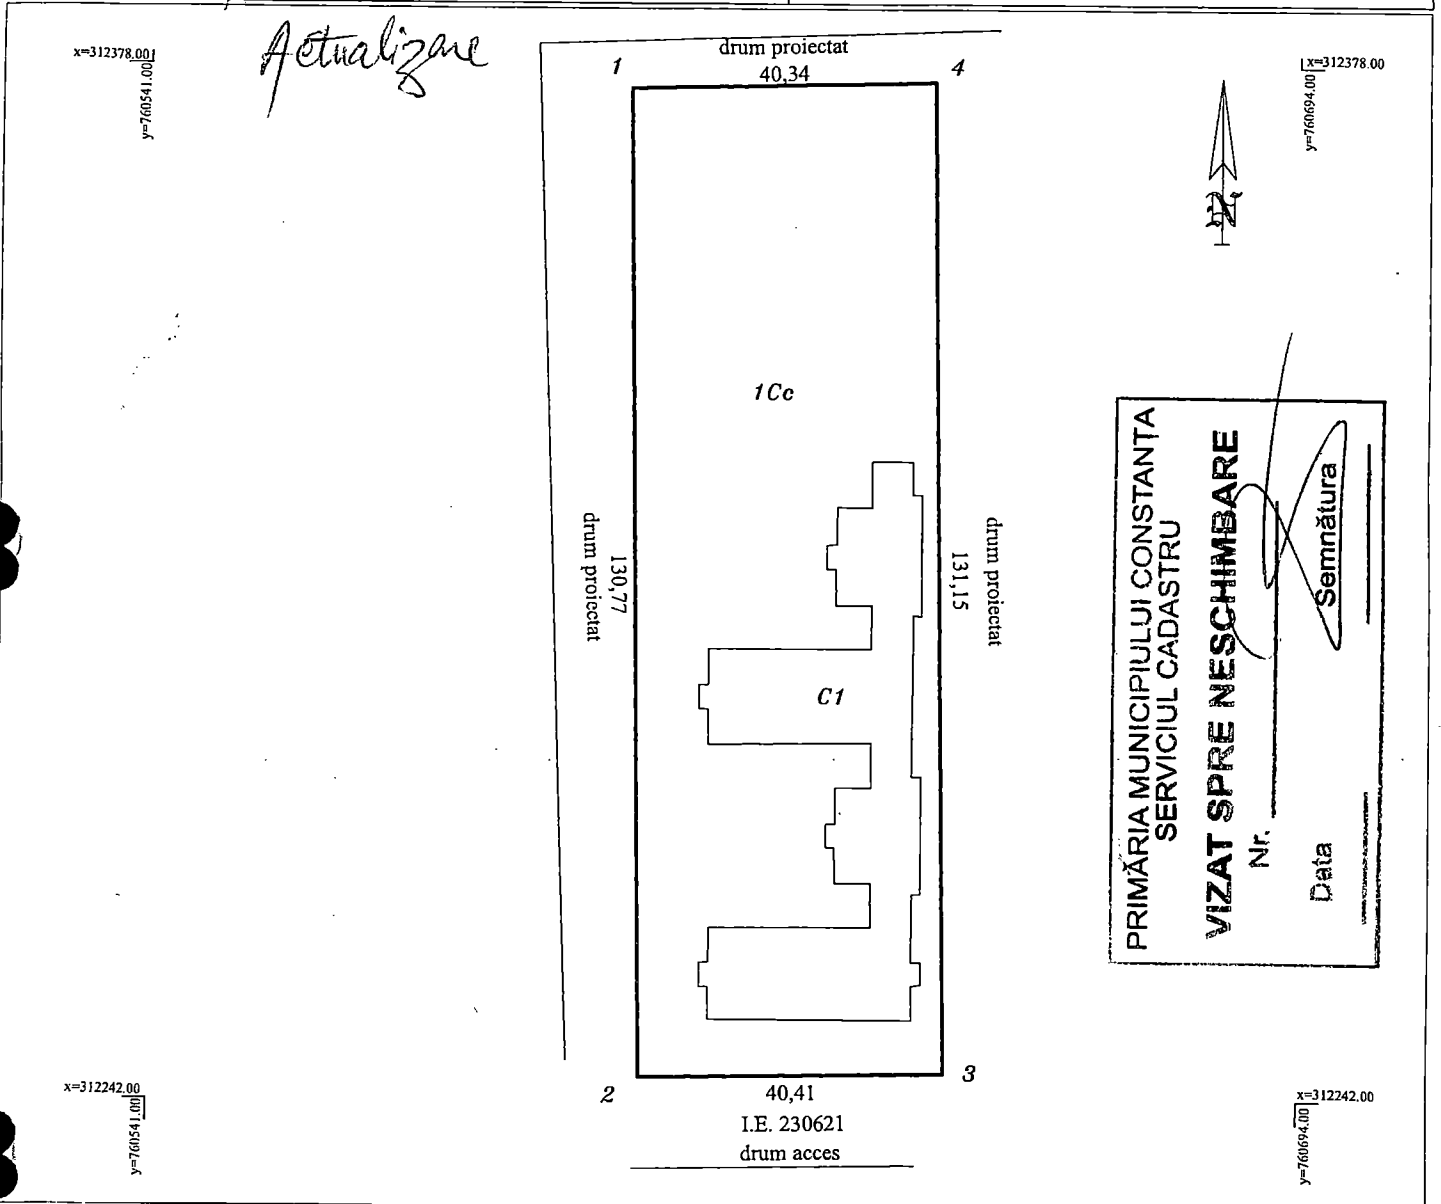 Actualizare
x=312378.00
y=760541.00
drum proiectat
40,34
1
4
x=312378.00
y=760694.00
1Cc
drum proiectat
130,77
C1
131,15
drum proiectat
PRIMĂRIA MUNICIPIULUI CONSTANTA
SERVICIUL CADASTRU
VIZAT SPRE NESCHIMBARE
Nr.
Data
Semnătura
2
3
40,41
I.E. 230621
drum acces
x=312242.00
y=760541.00
x=312242.00
y=760694.00